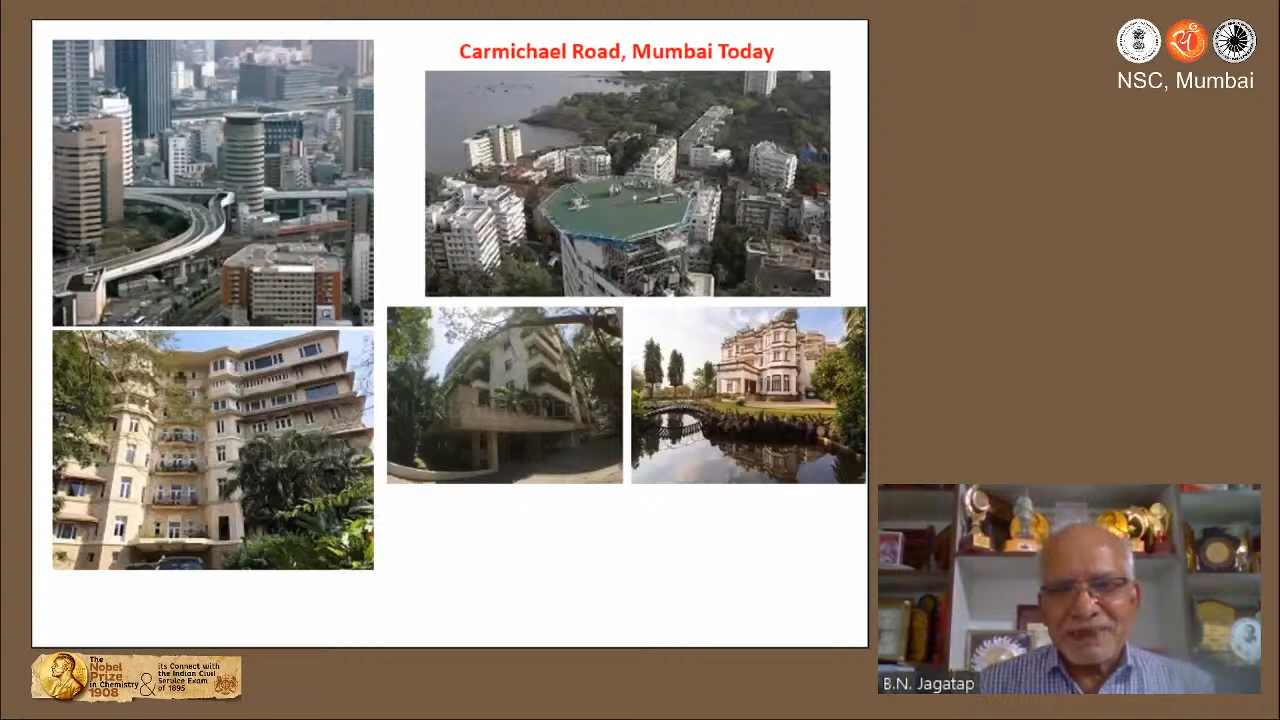 Carmichael Road, Mumbai Today
NSC, Mumbai
B.N. Jagatap
The
Nobel
Prize
in Chemistry
1908
&
its Connect with
the Indian Civil
Service Exam
of 1895